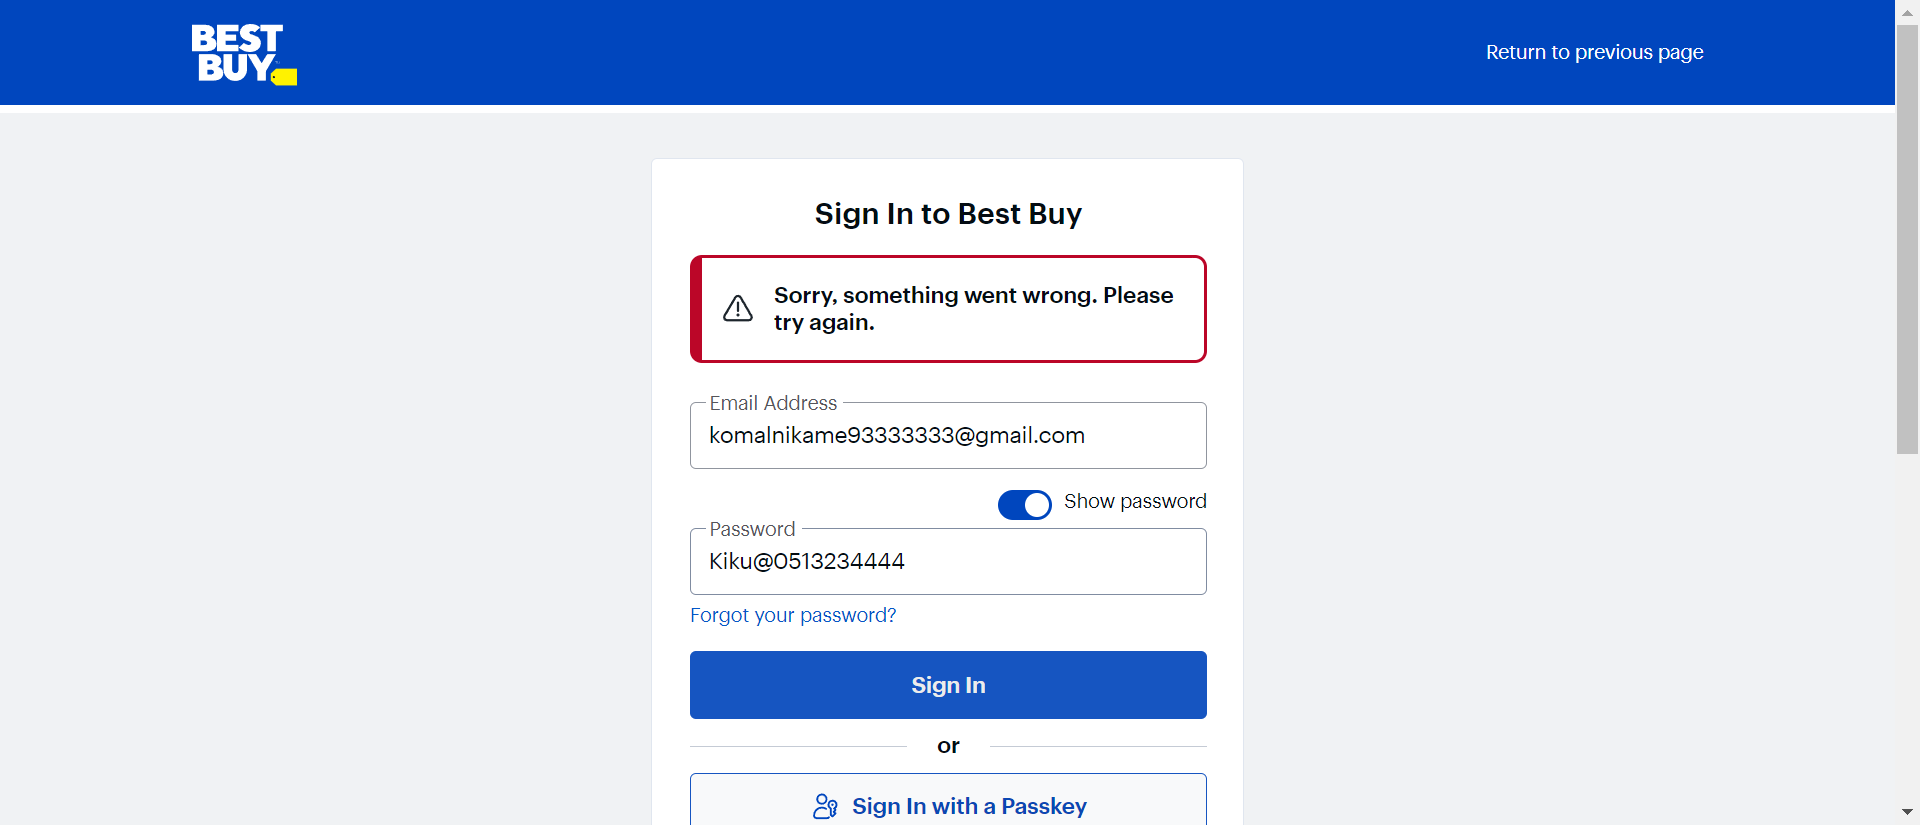 BEST
BUY
Return to previous page
Sign In to Best Buy
Sorry, something went wrong. Please
try again.
Email Address
komalnikame93333333@gmail.com
Show password
Password
Kiku@0513234444
Forgot your password?
Sign In
or
Sign In with a Passkey